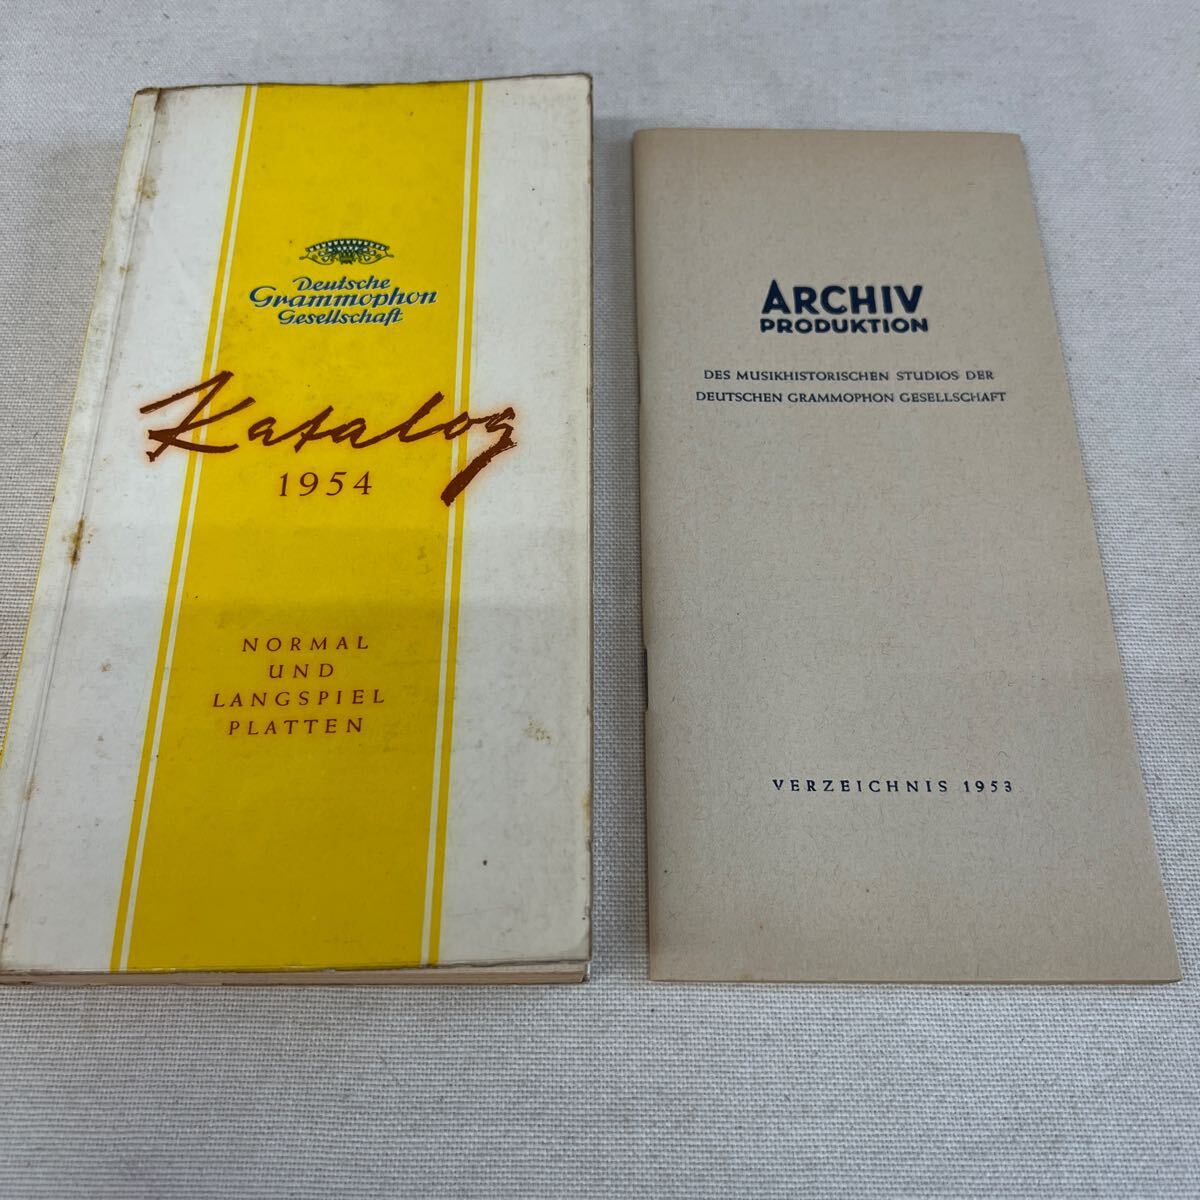 Deutsche
Grammophon
Gesellschaft
Katalog
1954
NORMAL
UND
LANGSPIEL
PLATTEN
ARCHIV
PRODUKTION
DES MUSIKHISTORISCHEN STUDIOS DER
DEUTSCHEN GRAMMOPHON GESELLSCHAFT
VERZEICHNIS 1953